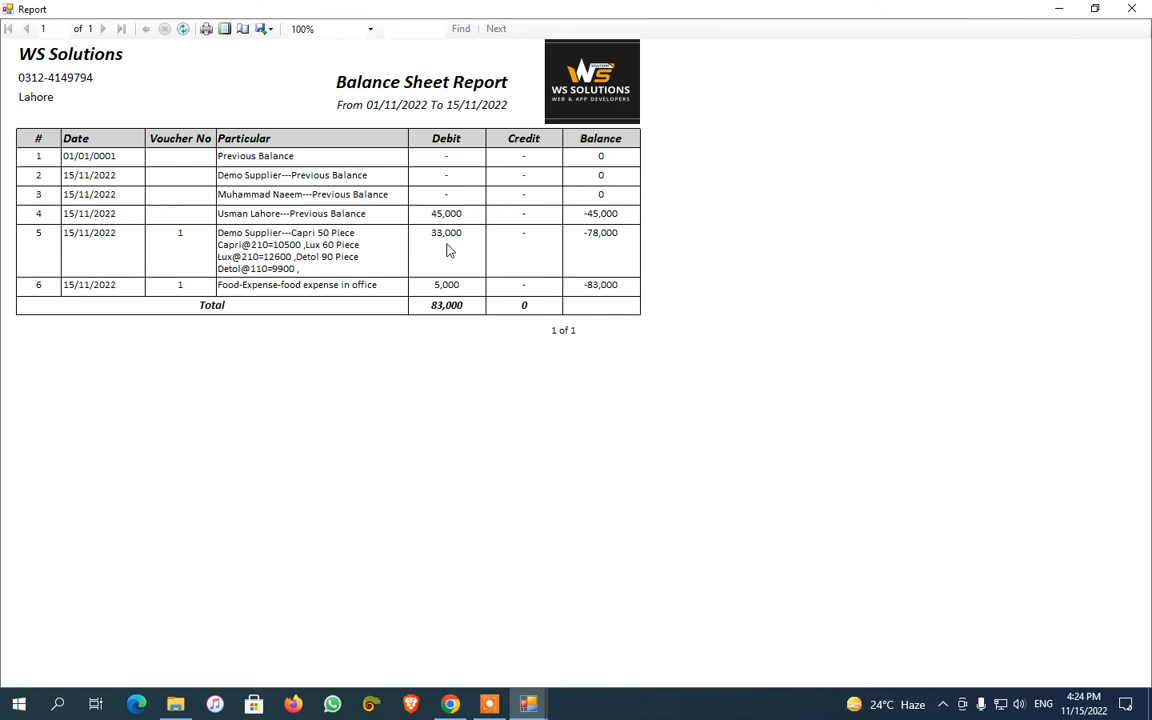 Report
1 of 1 100% Find Next
WS Solutions
0312-4149794
Lahore
Balance Sheet Report
From 01/11/2022 To 15/11/2022
WS SOLUTIONS
WEB & APP DEVELOPERS
# Date Voucher No Particular Debit Credit Balance
1 01/01/0001 Previous Balance - - 0
2 15/11/2022 Demo Supplier---Previous Balance - - 0
3 15/11/2022 Muhammad Naeem---Previous Balance - - 0
4 15/11/2022 Usman Lahore---Previous Balance 45,000 - -45,000
5 15/11/2022 1 Demo Supplier---Capri 50 Piece 33,000 - -78,000
Capri@210=10500 ,Lux 60 Piece
Lux@210=12600 ,Detol 90 Piece
Detol@110=9900 ,
6 15/11/2022 1 Food-Expense-food expense in office 5,000 - -83,000
Total 83,000 0
1 of 1
24°C Haze ENG 4:24 PM
11/15/2022